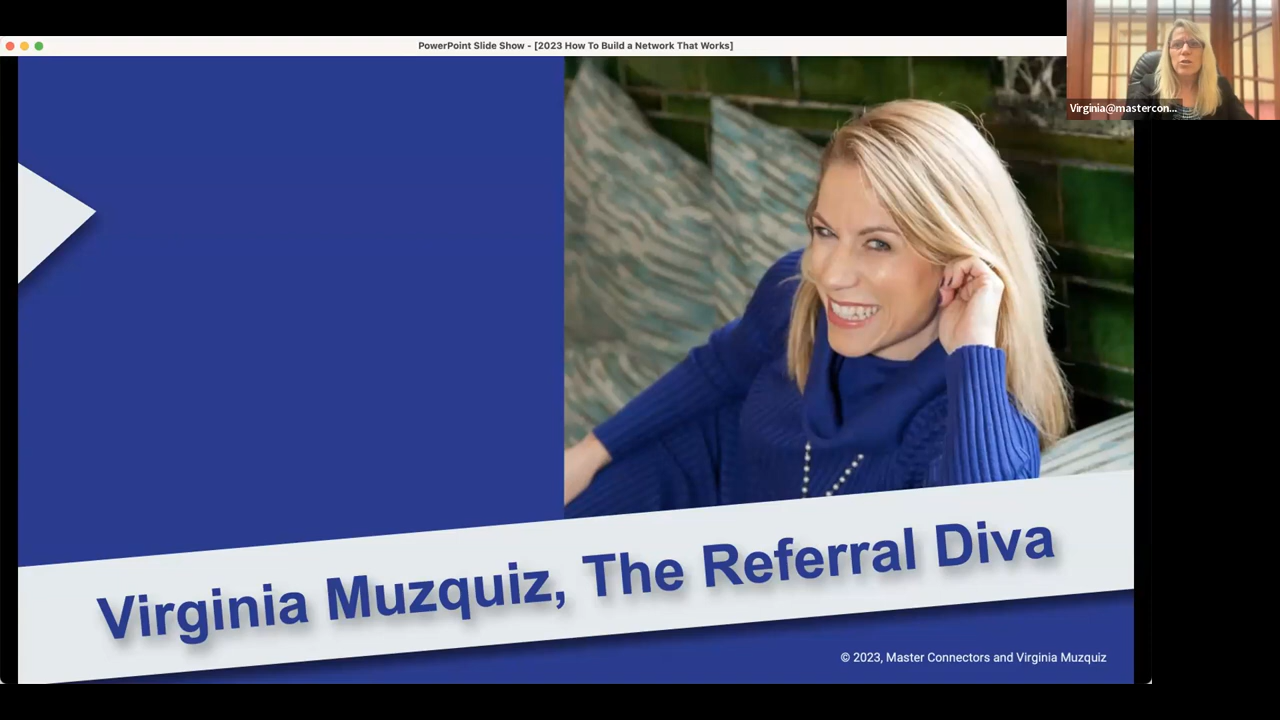 PowerPoint Slide Show - [2023 How To Build a Network That Works]
Virginia@mastercon...
Virginia Muzquiz, The Referral Diva
© 2023, Master Connectors and Virginia Muzquiz